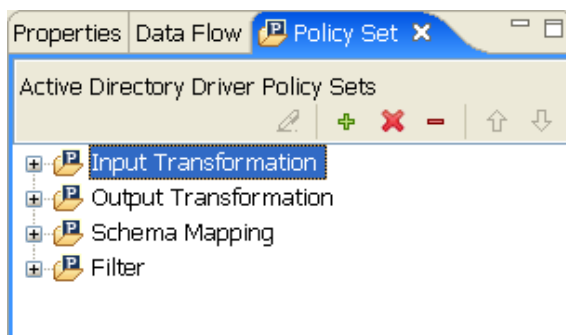 Properties Data Flow Policy Set
Active Directory Driver Policy Sets
Input Transformation
Output Transformation
Schema Mapping
Filter